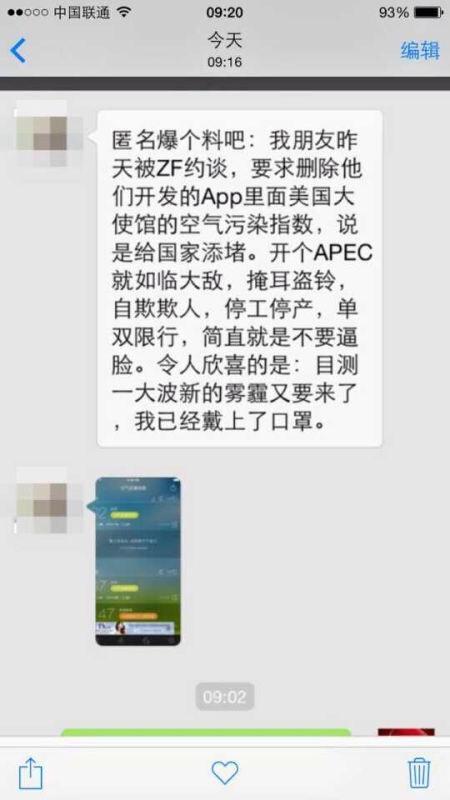 中国联通
09:20
93%
今天
09:16
编辑
匿名爆个料吧：我朋友昨
天被ZF约谈，要求删除他
们开发的App里面美国大
使馆的空气污染指数，说
是给国家添堵。开个APEC
就如临大敌，掩耳盗铃，
自欺欺人，停工停产，单
双限行，简直就是不要逼
脸。令人欣喜的是：目测
一大波新的雾霾又要来了
，我已经戴上了口罩。
47
09:02